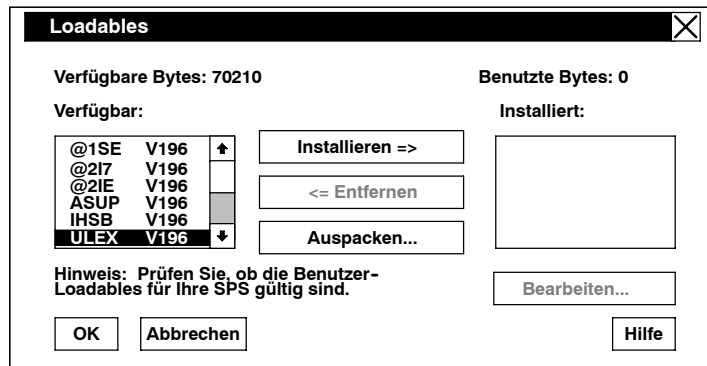 Loadables
Verfügbare Bytes: 70210 Benutzte Bytes: 0
Verfügbar: Installiert:
@1SE V196
@2I7 V196
@2IE V196
ASUP V196
IHSB V196
ULEX V196
Installieren =>
<= Entfernen
Auspacken...
Hinweis: Prüfen Sie, ob die Benutzer-
Loadables für Ihre SPS gültig sind.
Bearbeiten...
OK Abbrechen Hilfe